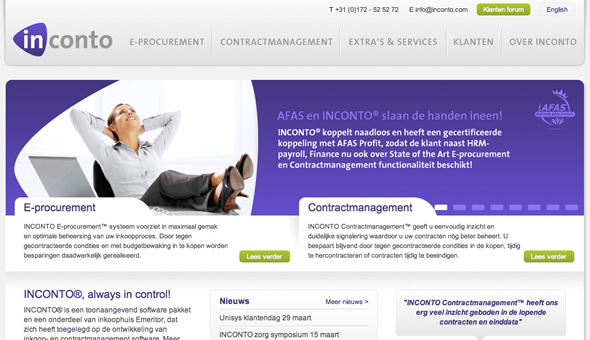 T +31 (0)172 - 52 52 72 E info@inconto.com Klanten forum English
inconto
E-PROCUREMENT CONTRACTMANAGEMENT EXTRA'S & SERVICES KLANTEN OVER INCONTO
AFAS en INCONTO® slaan de handen ineen!
AFAS
INCONTO® koppelt naadloos en heeft een gecertificeerde
koppeling met AFAS Profit, zodat de klant naast HRM-
payroll, Finance nu ook over State of the Art E-procurement
en Contractmanagement functionaliteit beschikt!
E-procurement
INCONTO E-procurement™ systeem voorziet in maximaal gemak
en optimale beheersing van uw inkoopproces. Door tegen
gecontracteerde condities en met budgetbewaking in te kopen worden
besparingen daadwerkelijk gerealiseerd.
Lees verder
Contractmanagement
INCONTO Contractmanagement™ geeft u eenvoudig inzicht en
duidelijke signalering waardoor u uw contracten nóg beter beheert. U
bespaart blijvend door tegen gecontracteerde condities in de kopen, tijdig
te hercontracteren of contracten tijdig te beeindigen.
Lees verder
INCONTO®, always in control!
INCONTO® is een toonaangevend software pakket
en een onderdeel van inkoophuis Emeritor, dat
zich heeft toegelegd op de ontwikkeling van
inkoop- en contractmanagement software. Meer
Nieuws Meer nieuws >
Unisys klantendag 29 maart
INCONTO zorg symposium 15 maart
"INCONTO Contractmanagement™ heeft ons
erg veel inzicht geboden in de lopende
contracten en einddata"